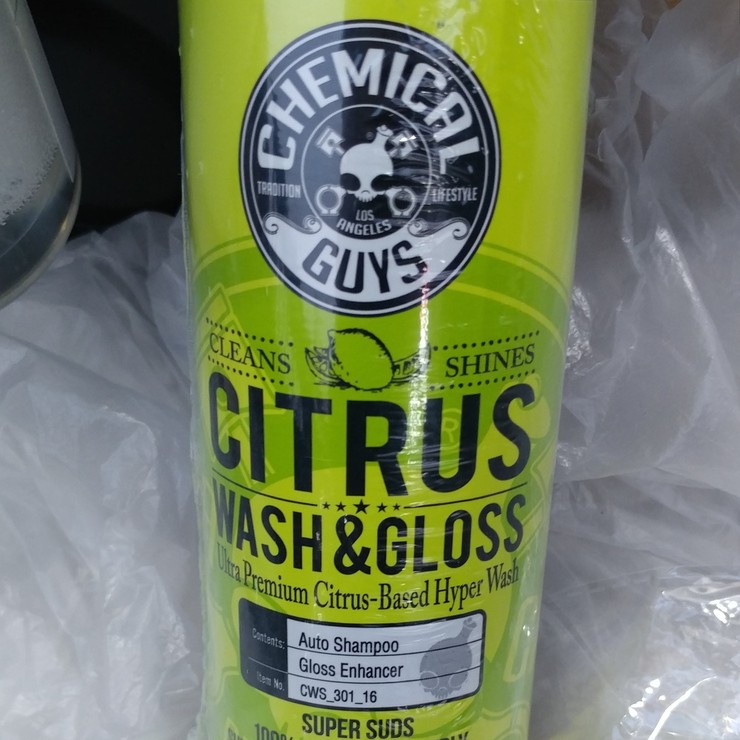 CHEMICAL
TRADITION
LIFESTYLE
LOS
ANGELES
GUYS
CLEANS
SHINES
CITRUS
WASH&GLOSS
Ultra Premium Citrus-Based Hyper Wash
Contents: Auto Shampoo
Gloss Enhancer
Item No. CWS_301_16
SUPER SUDS
100%